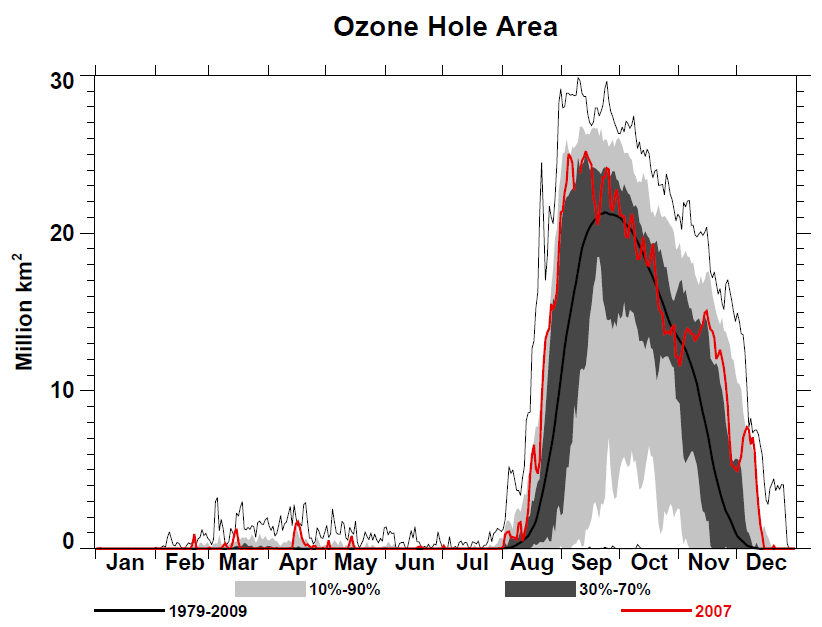 Ozone Hole Area
Million km²
30
20
10
0
Jan Feb Mar Apr May Jun Jul Aug Sep Oct Nov Dec
10%-90% 30%-70%
1979-2009 2007